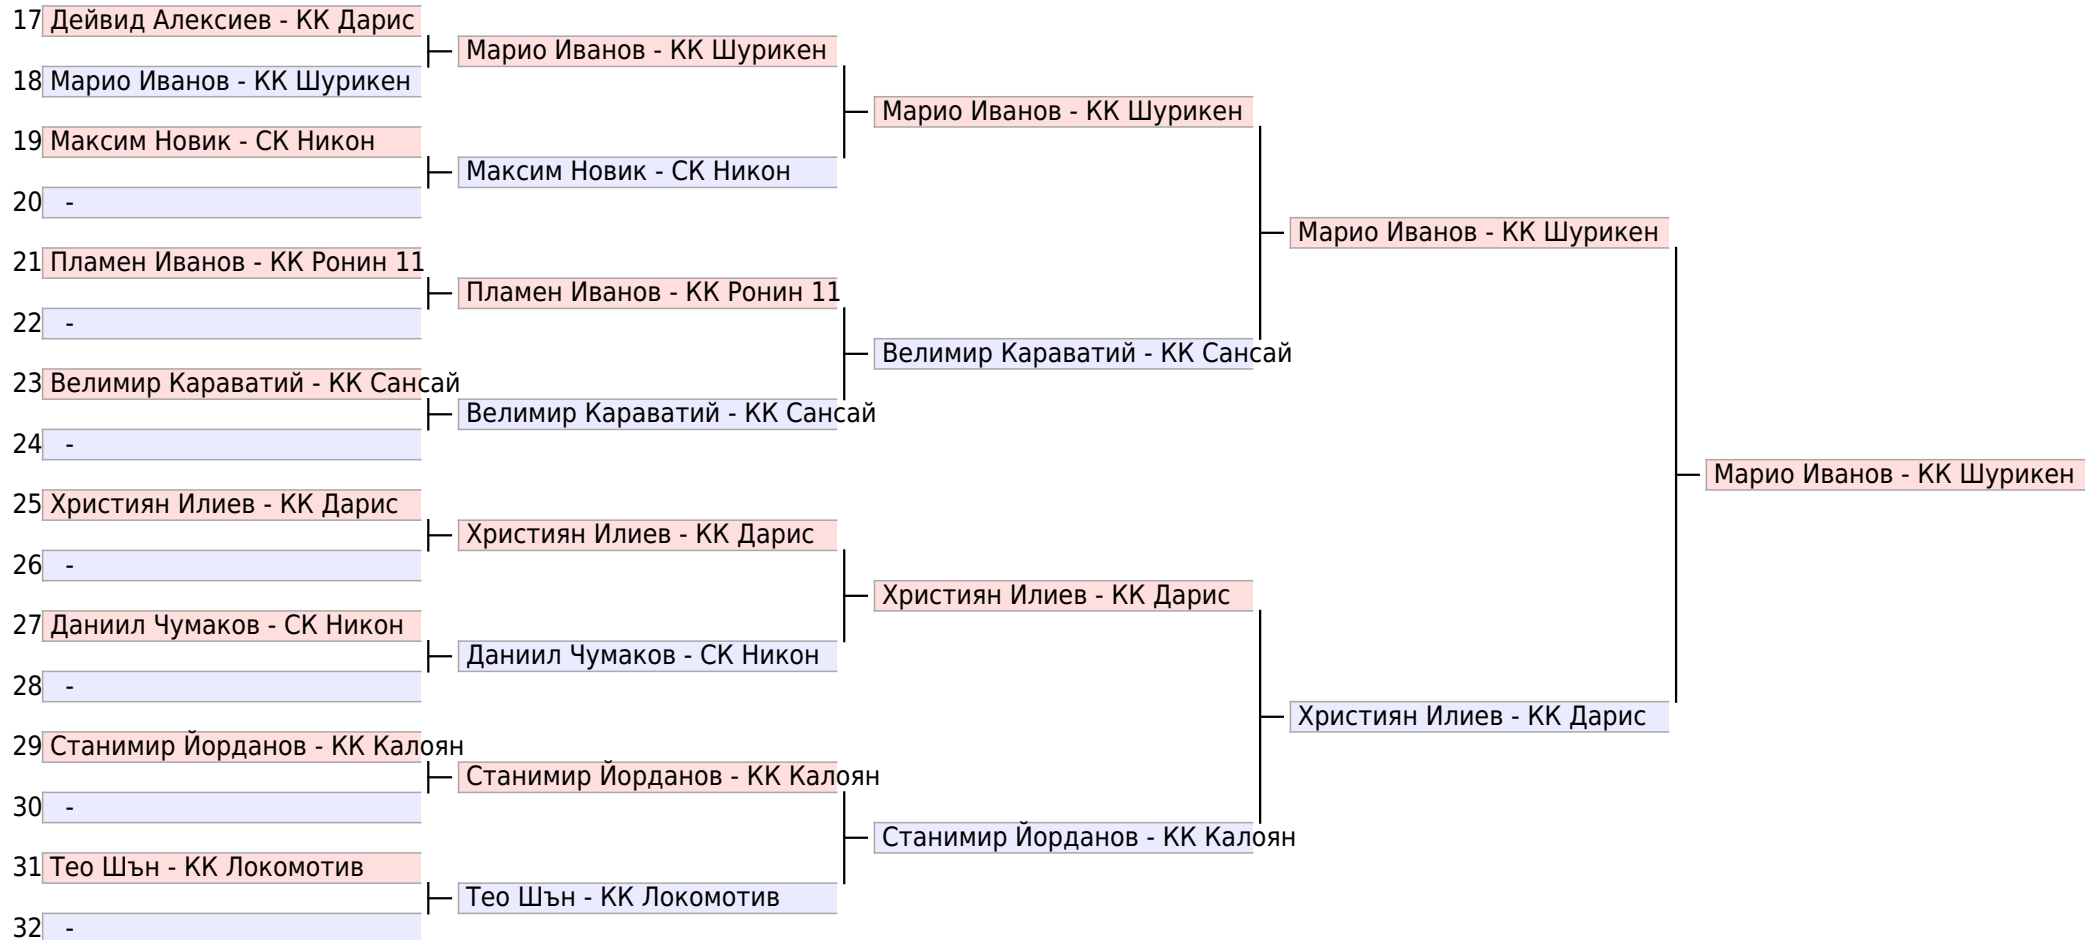 17 Дейвид Алексиев - КК Дарис
Марио Иванов - КК Шурикен
18 Марио Иванов - КК Шурикен
Марио Иванов - КК Шурикен
19 Максим Новик - СК Никон
Максим Новик - СК Никон
20 -
Марио Иванов - КК Шурикен
21 Пламен Иванов - КК Ронин 11
Пламен Иванов - КК Ронин 11
22 -
Велимир Караватий - КК Сансай
23 Велимир Караватий - КК Сансай
Велимир Караватий - КК Сансай
24 -
Марио Иванов - КК Шурикен
25 Християн Илиев - КК Дарис
Християн Илиев - КК Дарис
26 -
Християн Илиев - КК Дарис
27 Даниил Чумаков - СК Никон
Даниил Чумаков - СК Никон
28 -
Християн Илиев - КК Дарис
29 Станимир Йорданов - КК Калоян
Станимир Йорданов - КК Калоян
30 -
Станимир Йорданов - КК Калоян
31 Тео Шън - КК Локомотив
Тео Шън - КК Локомотив
32 -